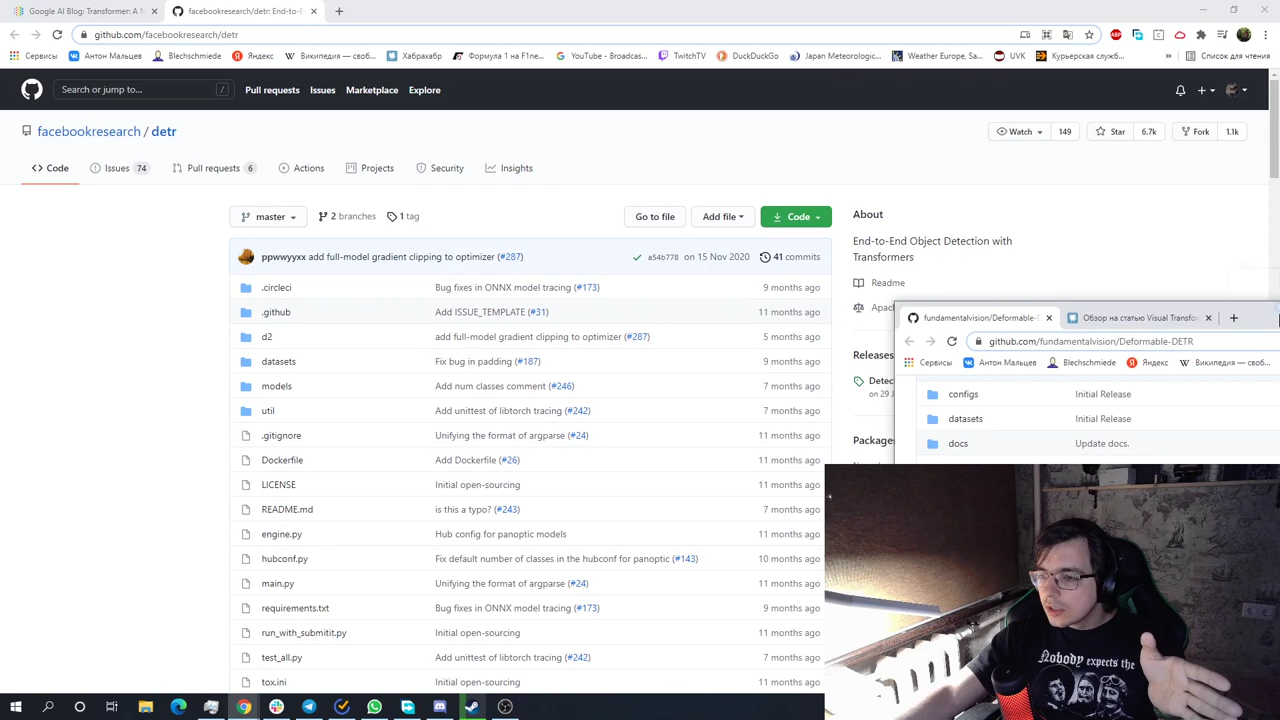 Google AI Blog: Transformer: A N
facebookresearch/detr: End-to-E
github.com/facebookresearch/detr
Сервисы
Антон Мальцев
Blechschmiede
Яндекс
Википедия — своб...
Хабрахабр
Формула 1 на F1ne...
YouTube - Broadcas...
TwitchTV
DuckDuckGo
Japan Meteorologic...
Weather Europe, Sa...
UVK
Курьерская служб...
»
Список для чтения
Search or jump to...
/
Pull requests
Issues
Marketplace
Explore
facebookresearch / detr
Watch
149
Star
6.7k
Fork
1.1k
Code
Issues 74
Pull requests 6
Actions
Projects
Security
Insights
master
2 branches
1 tag
Go to file
Add file
Code
ppwwyyxx add full-model gradient clipping to optimizer (#287)
a54b778 on 15 Nov 2020
41 commits
.circleci Bug fixes in ONNX model tracing (#173) 9 months ago
.github Add ISSUE_TEMPLATE (#31) 11 months ago
d2 add full-model gradient clipping to optimizer (#287) 5 months ago
datasets Fix bug in padding (#187) 9 months ago
models Add num classes comment (#246) 7 months ago
util Add unittest of libtorch tracing (#242) 7 months ago
.gitignore Unifying the format of argparse (#24) 11 months ago
Dockerfile Add Dockerfile (#26) 11 months ago
LICENSE Initial open-sourcing 11 months ago
README.md is this a typo? (#243) 7 months ago
engine.py Hub config for panoptic models 11 months ago
hubconf.py Fix default number of classes in the hubconf for panoptic (#143) 10 months ago
main.py Unifying the format of argparse (#24) 11 months ago
requirements.txt Bug fixes in ONNX model tracing (#173) 9 months ago
run_with_submitit.py Initial open-sourcing 11 months ago
test_all.py Add unittest of libtorch tracing (#242) 7 months ago
tox.ini Initial open-sourcing 11 months ago
About
End-to-End Object Detection with
Transformers
Readme
Apac
Releases
Detec
on 29 J
Packages
fundamentalvision/Deformable-D
Обзор на статью Visual Transfor
github.com/fundamentalvision/Deformable-DETR
Сервисы
Антон Мальцев
Blechschmiede
Яндекс
Википедия — своб...
configs Initial Release
datasets Initial Release
docs Update docs.
Nobody expects the